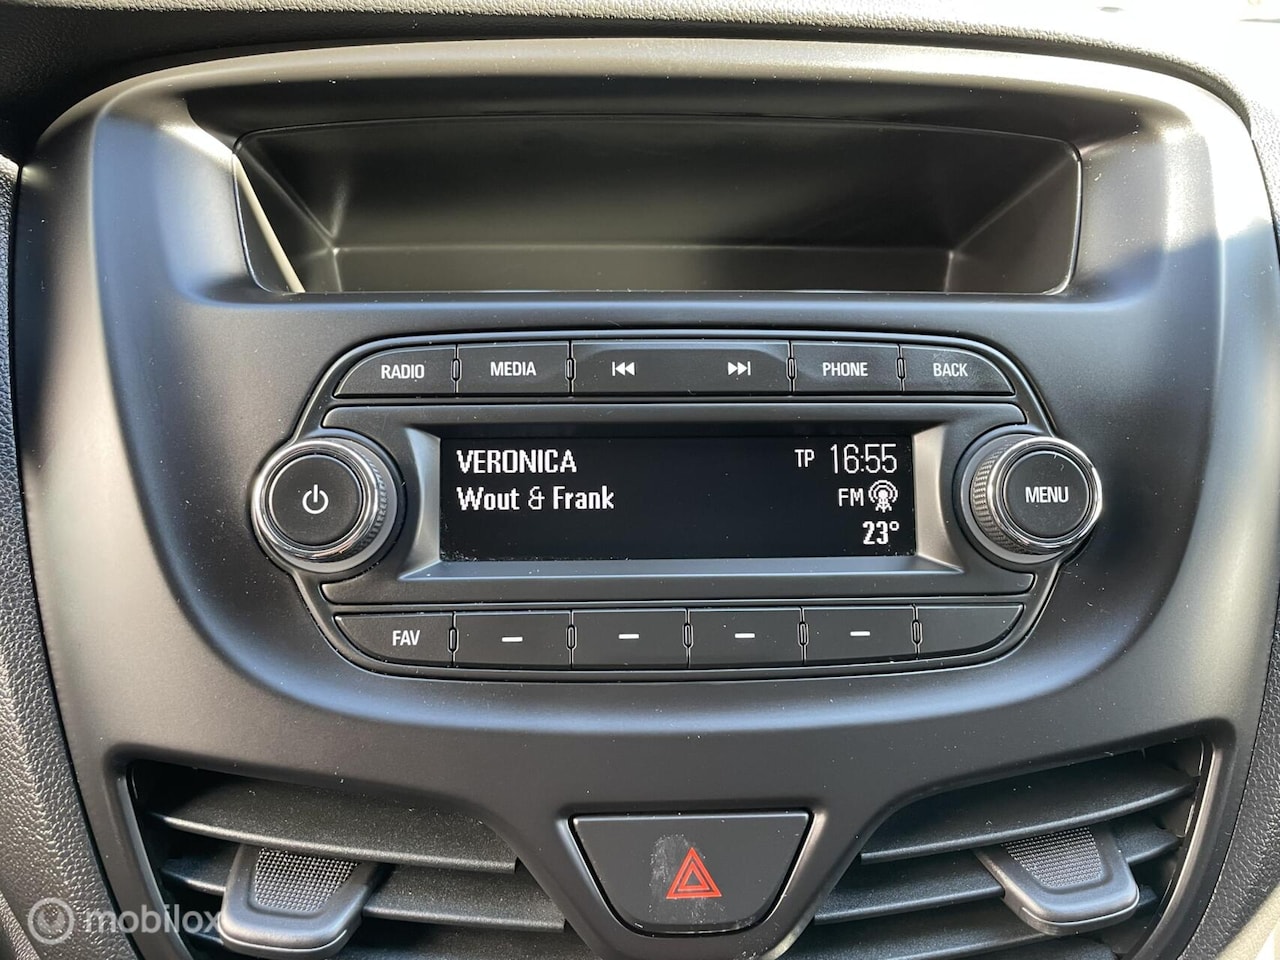 RADIO MEDIA PHONE BACK
VERONICA TP 16:55
Wout & Frank FM
23°
MENU
FAV
mobilox